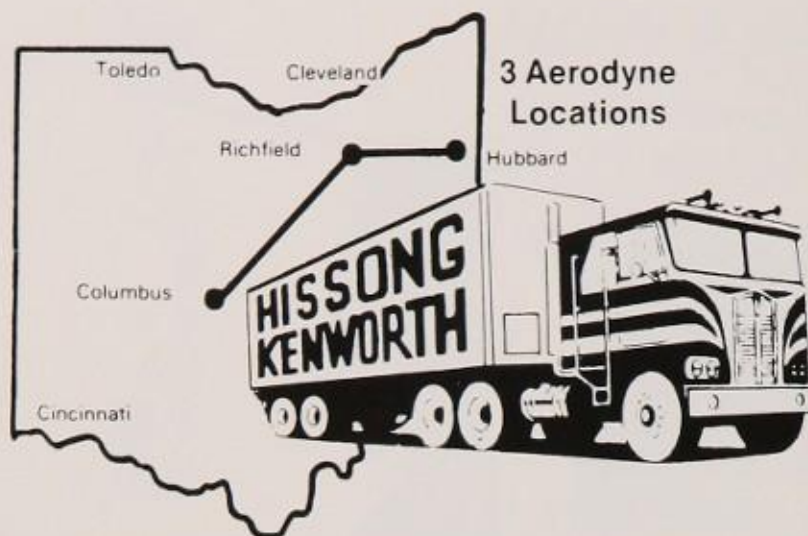 Toledo
Cleveland
3 Aerodyne
Locations
Richfield
Hubbard
HISSONG
KENWORTH
Columbus
Cincinnati